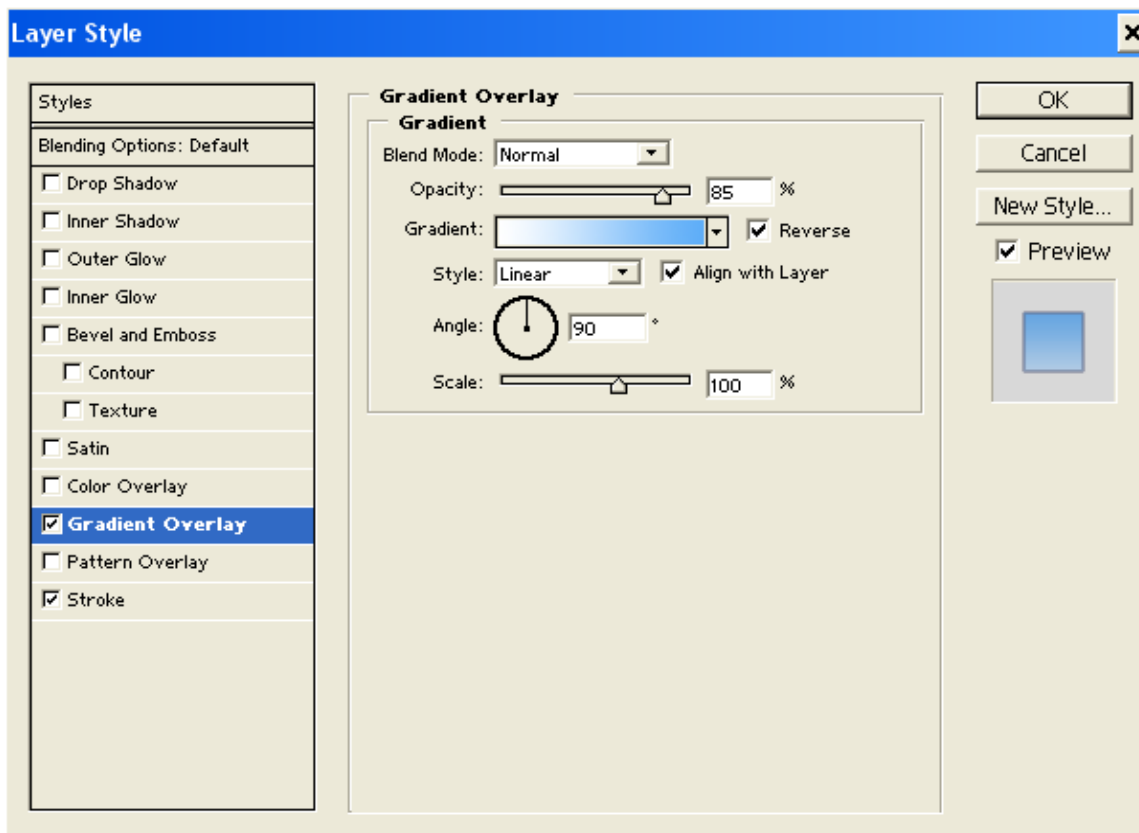 Layer Style
Styles
Blending Options: Default
Drop Shadow
Inner Shadow
Outer Glow
Inner Glow
Bevel and Emboss
Contour
Texture
Satin
Color Overlay
Gradient Overlay
Pattern Overlay
Stroke
Gradient Overlay
Gradient
Blend Mode: Normal
Opacity: 85 %
Gradient: Reverse
Style: Linear Align with Layer
Angle: 90 °
Scale: 100 %
OK
Cancel
New Style...
Preview